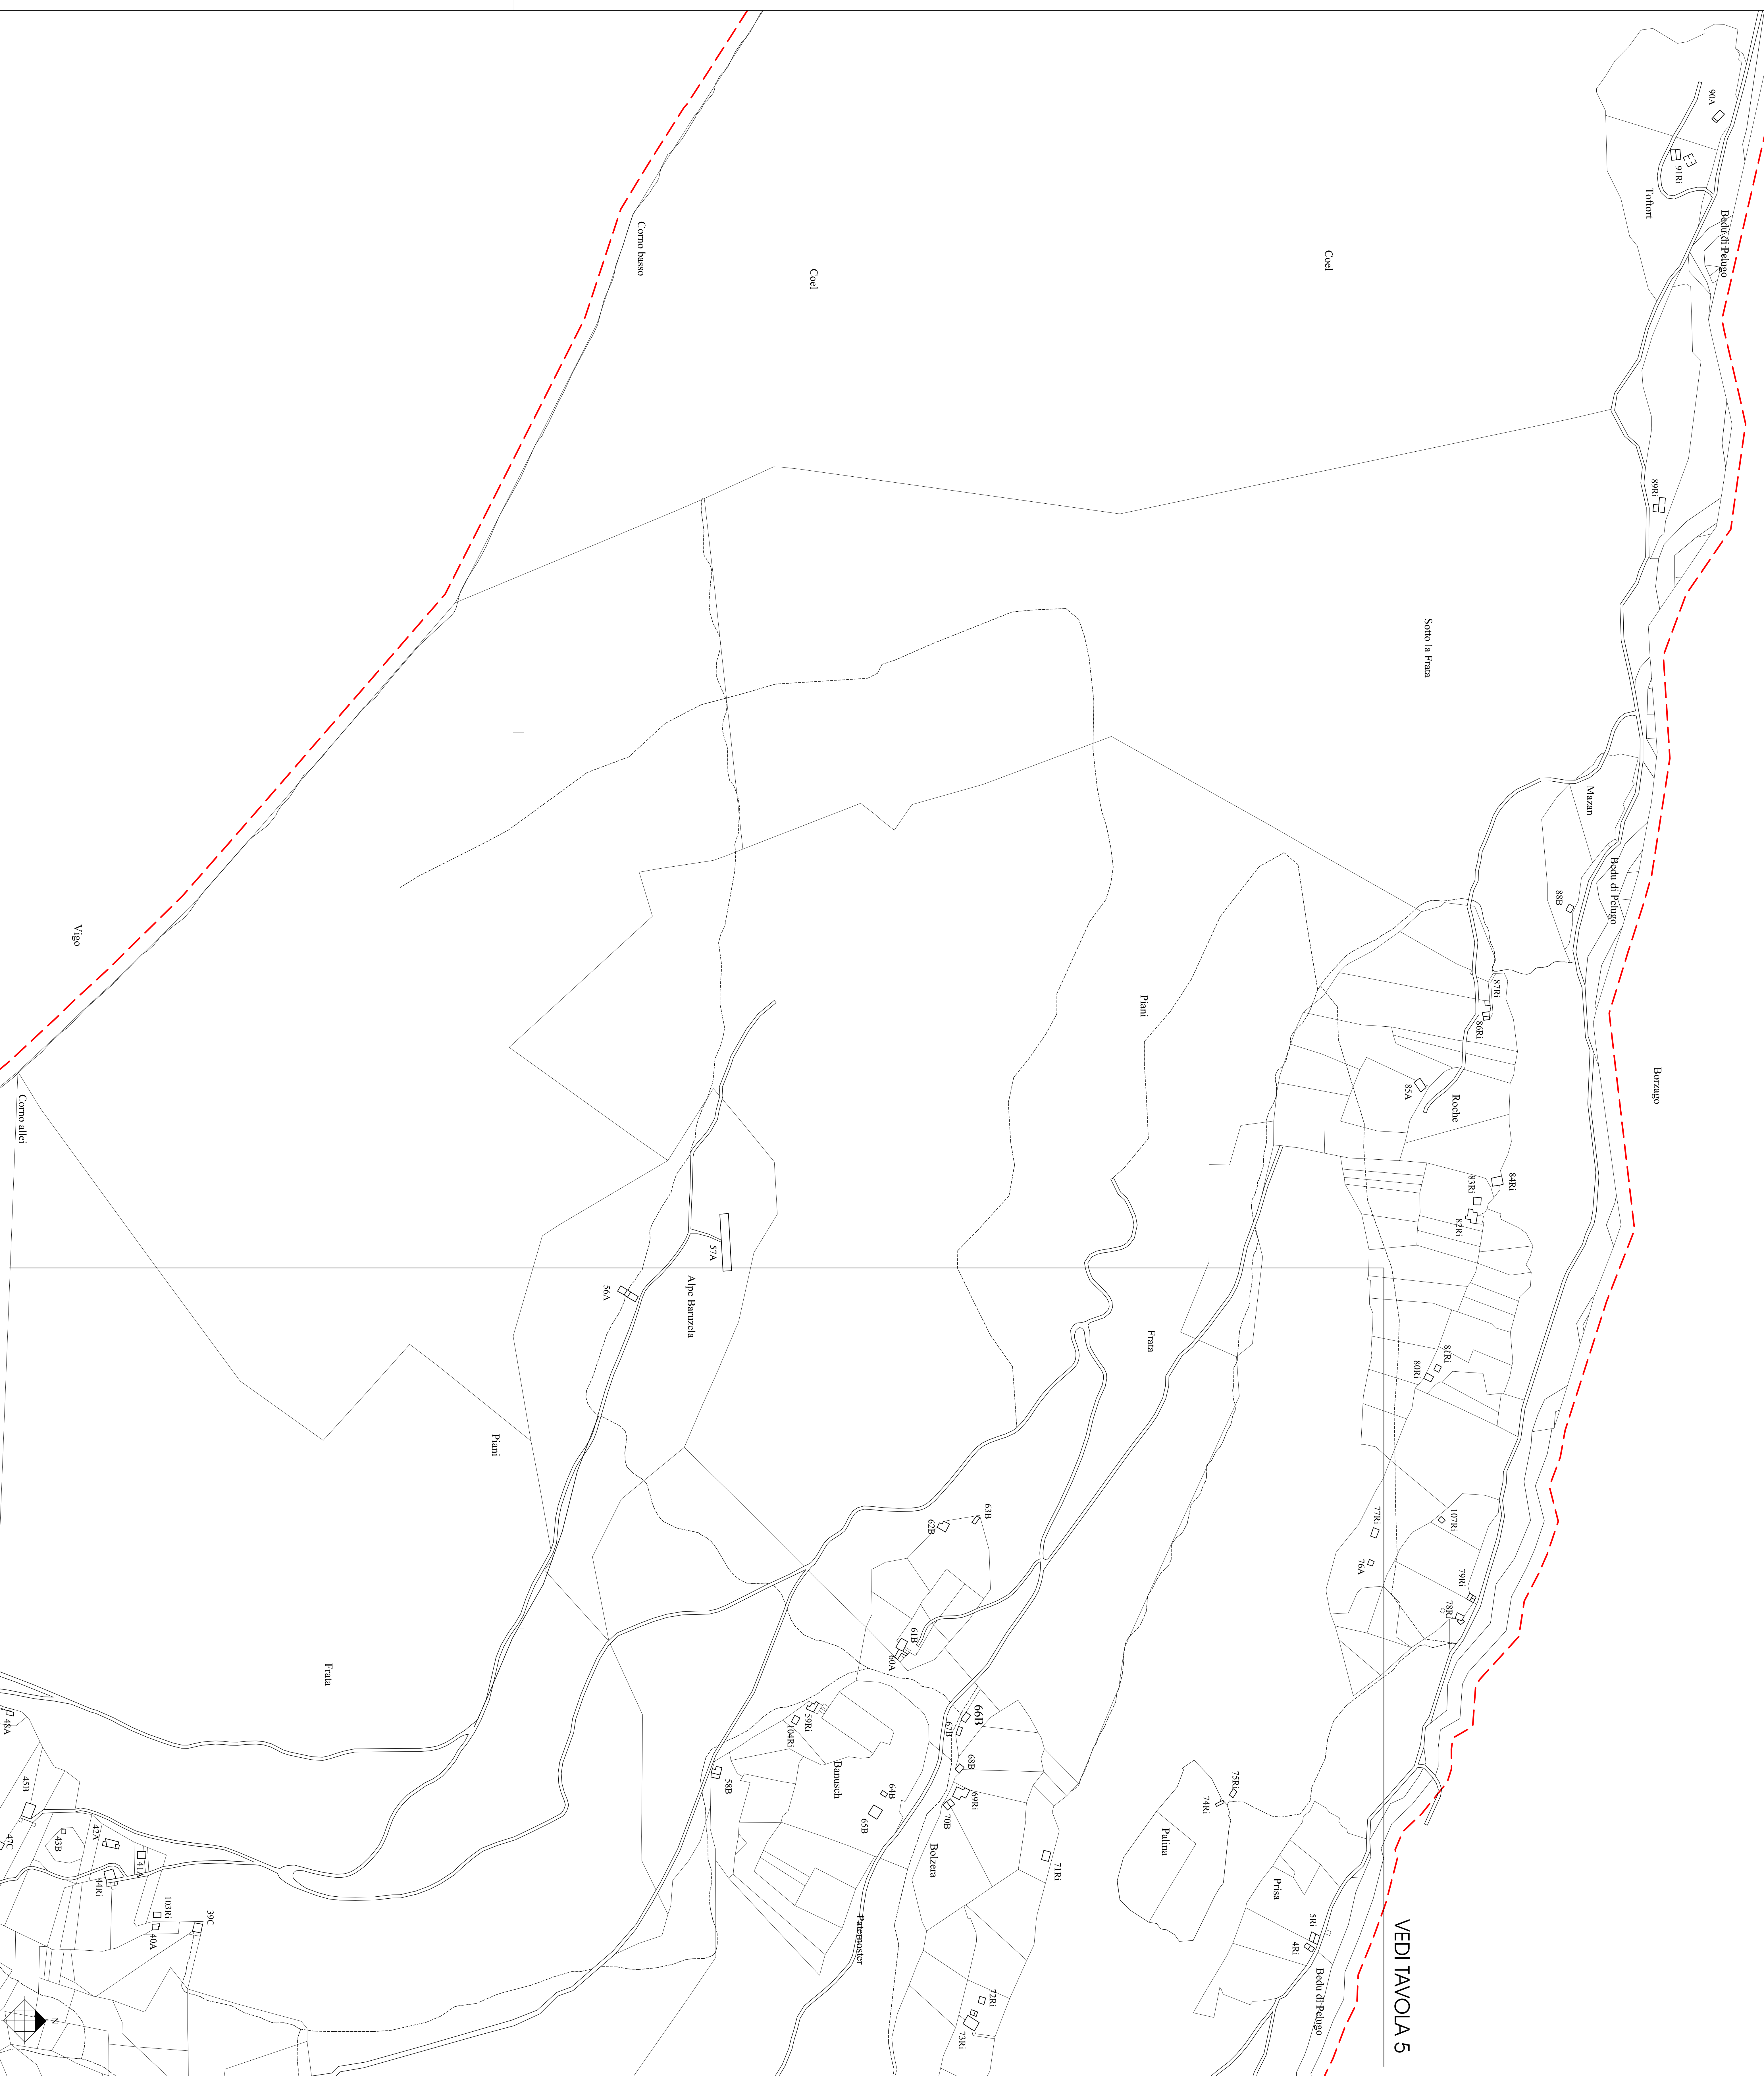 90A
91Ri
Toftort
Bedu di Pelugo
Corno basso
Coel
Coel
89Ri
Sotto la Frata
Mazan
88B
Bedu di Pelugo
Vigo
Piani
87Ri
86Ri
85A
Roche
Borzago
Corno allei
84Ri
83Ri
82Ri
57A
56A
Alpe Baruzela
Frata
81Ri
80Ri
Piani
63B
62B
107Ri
77Ri
76A
79Ri
78Ri
61B
60A
Frata
48A
59Ri
104Ri
66B
67B
68B
69Ri
70B
58B
Banusch
64B
65B
75Ri
74Ri
Palina
45B
47C
43B
42A
41A
44Ri
Bolzera
71Ri
Prisa
103Ri
40A
39C
Paternoster
5Ri
4Ri
Bedu di Pelugo
VEDI TAVOLA 5
72Ri
73Ri
N